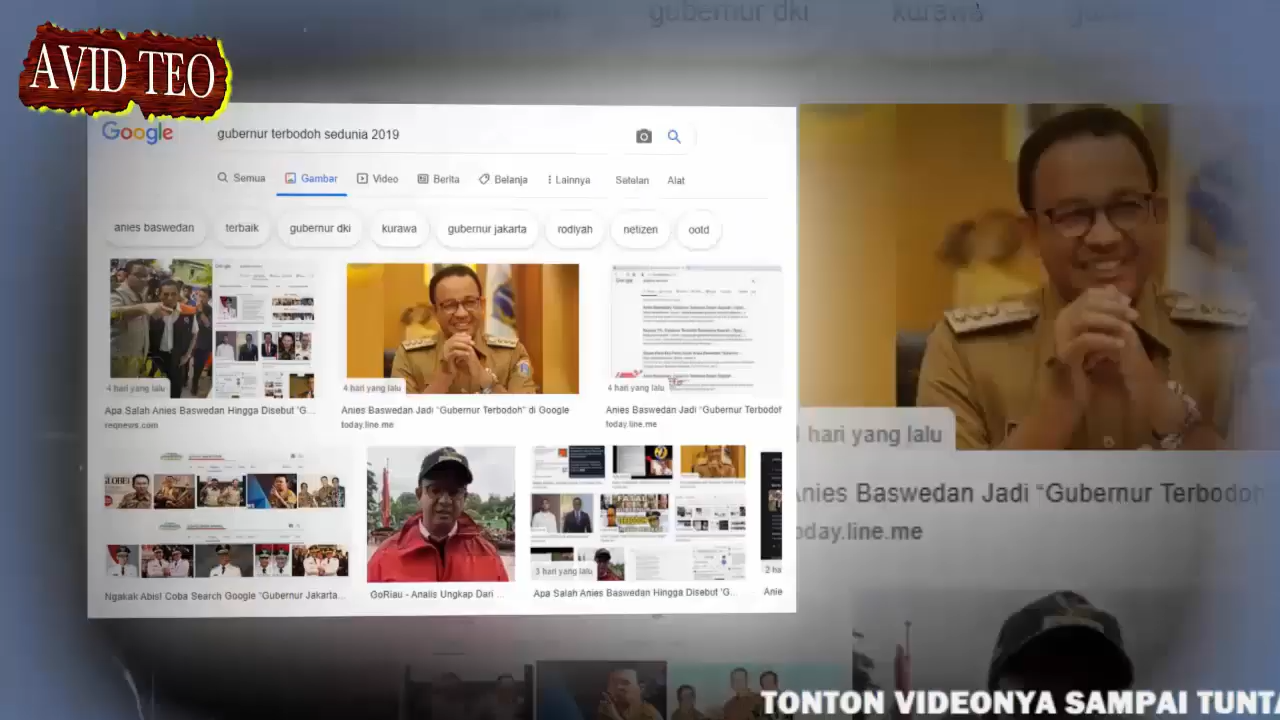 gubernur dki
kurawa
AVID TEO
Google
gubernur terbodoh sedunia 2019
Semua
Gambar
Video
Berita
Belanja
Lainnya
Setelan
Alat
anies baswedan
terbaik
gubernur dki
kurawa
gubernur jakarta
rodiyah
netizen
ootd
4 hari yang lalu
4 hari yang lalu
4 hari yang lalu
Apa Salah Anies Baswedan Hingga Disebut 'G...
Anies Baswedan Jadi "Gubernur Terbodoh" di Google
Anies Baswedan Jadi "Gubernur Terbodoh
reqnews.com
today.line.me
today.line.me
hari yang lalu
Anies Baswedan Jadi "Gubernur Terbodoh
oday.line.me
3 hari yang lalu
2 ha
Ngakak Abis! Coba Search Google "Gubernur Jakarta...
GoRiau - Analis Ungkap Dari ...
Apa Salah Anies Baswedan Hingga Disebut 'G...
Anie
TONTON VIDEONYA SAMPAI TUNTA